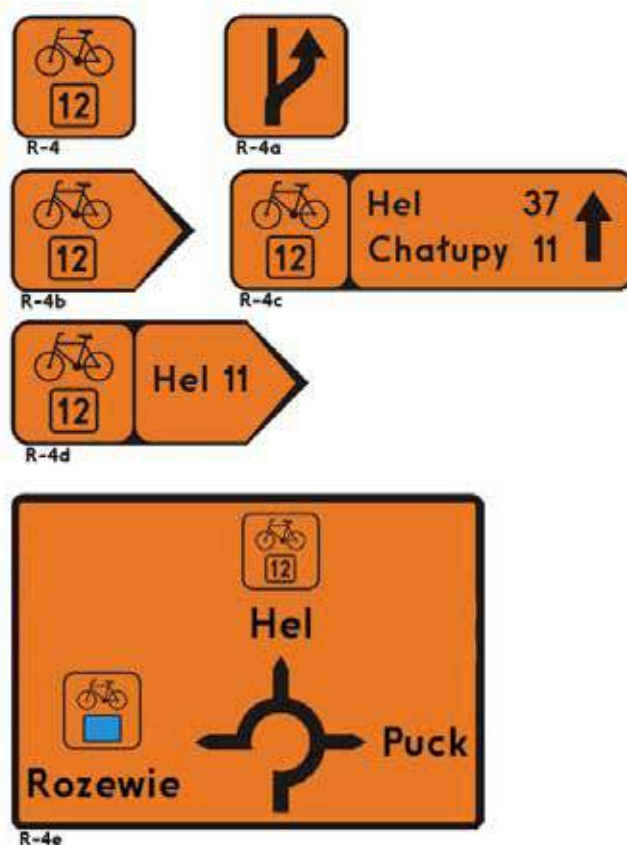 12
R-4
R-4a
12
R-4b
12
Hel 37
Chałupy 11
R-4c
12
Hel 11
R-4d
12
Hel
Puck
Rozewie
R-4e